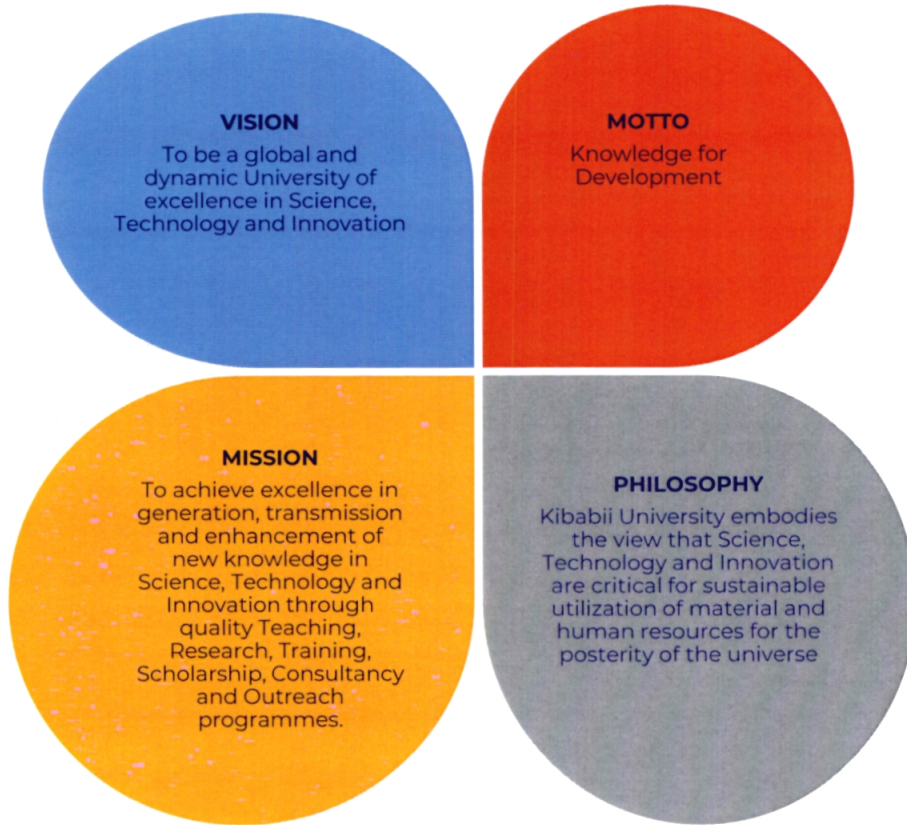 VISION
To be a global and
dynamic University of
excellence in Science,
Technology and Innovation
MOTTO
Knowledge for
Development
MISSION
To achieve excellence in
generation, transmission
and enhancement of
new knowledge in
Science, Technology and
Innovation through
quality Teaching,
Research, Training,
Scholarship, Consultancy
and Outreach
programmes.
PHILOSOPHY
Kibabii University embodies
the view that Science,
Technology and Innovation
are critical for sustainable
utilization of material and
human resources for the
posterity of the universe